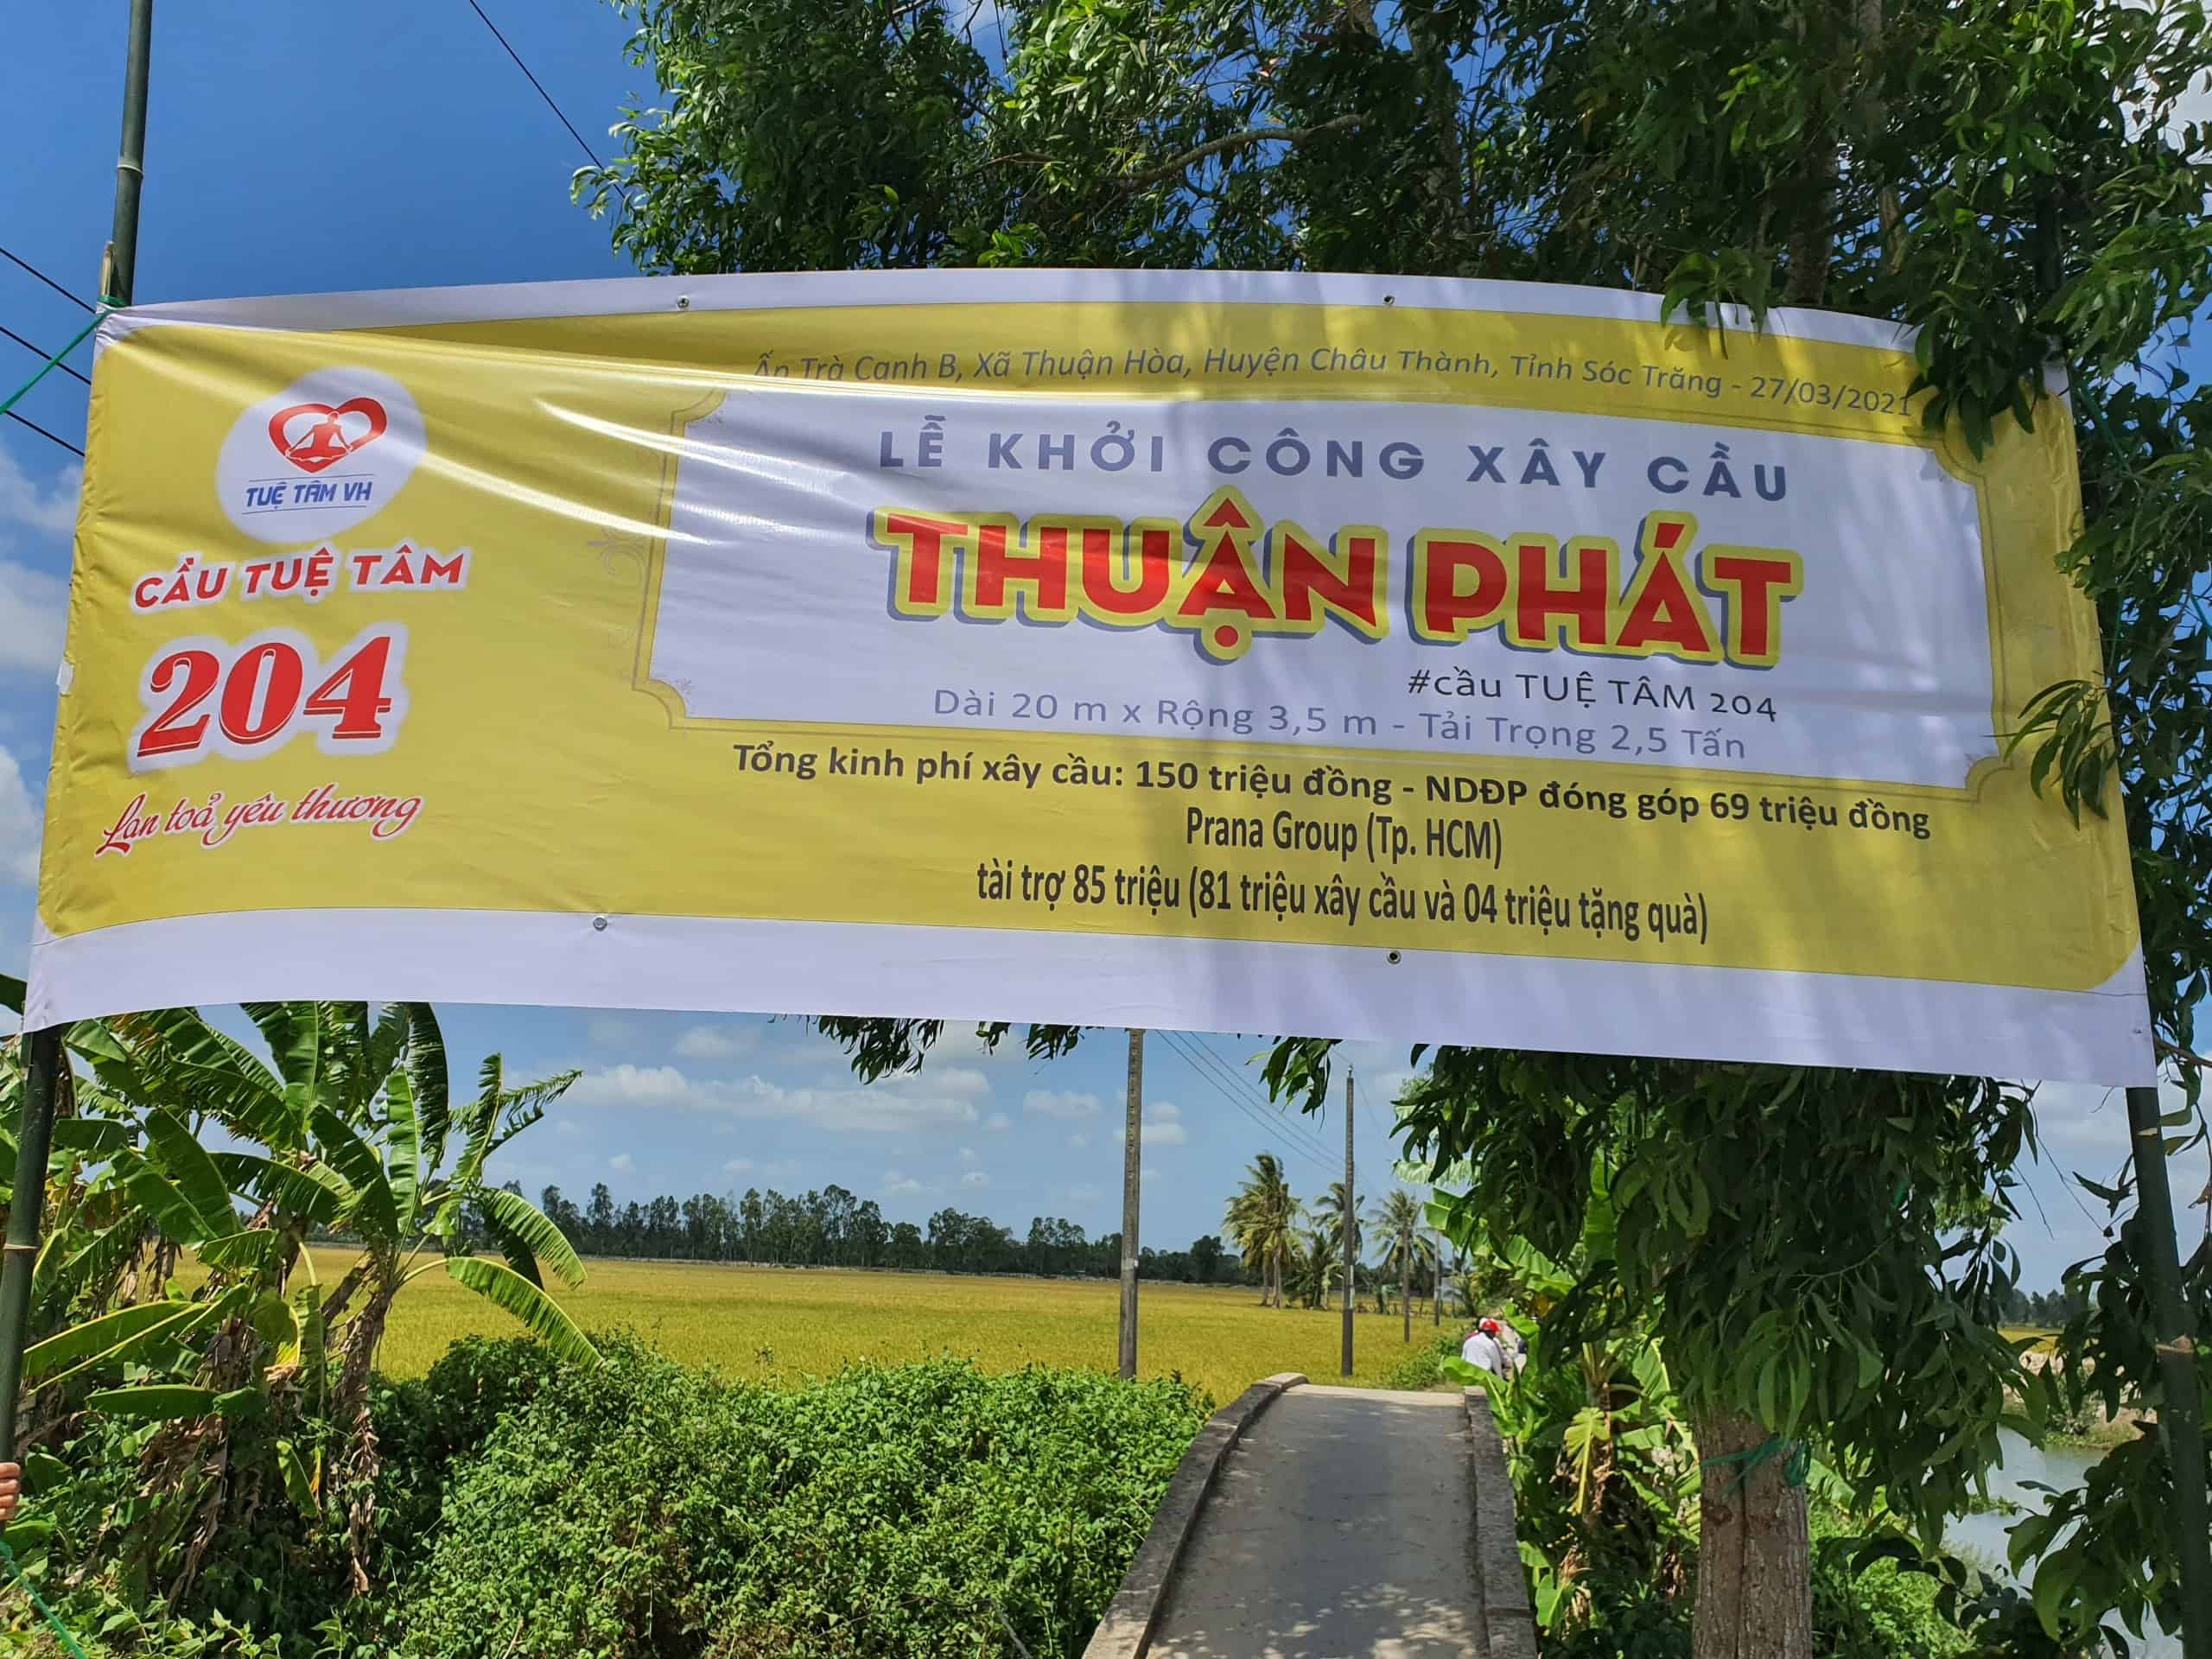 Ấp Trà Canh B, Xã Thuận Hòa, Huyện Châu Thành, Tỉnh Sóc Trăng - 27/03/2021
TUỆ TÂM VH
CẦU TUỆ TÂM
204
Lan toả yêu thương
LỄ KHỞI CÔNG XÂY CẦU
THUẬN PHÁT
#cầu TUỆ TÂM 204
Dài 20 m x Rộng 3,5 m - Tải Trọng 2,5 Tấn
Tổng kinh phí xây cầu: 150 triệu đồng - NDĐP đóng góp 69 triệu đồng
Prana Group (Tp. HCM)
tài trợ 85 triệu (81 triệu xây cầu và 04 triệu tặng quà)